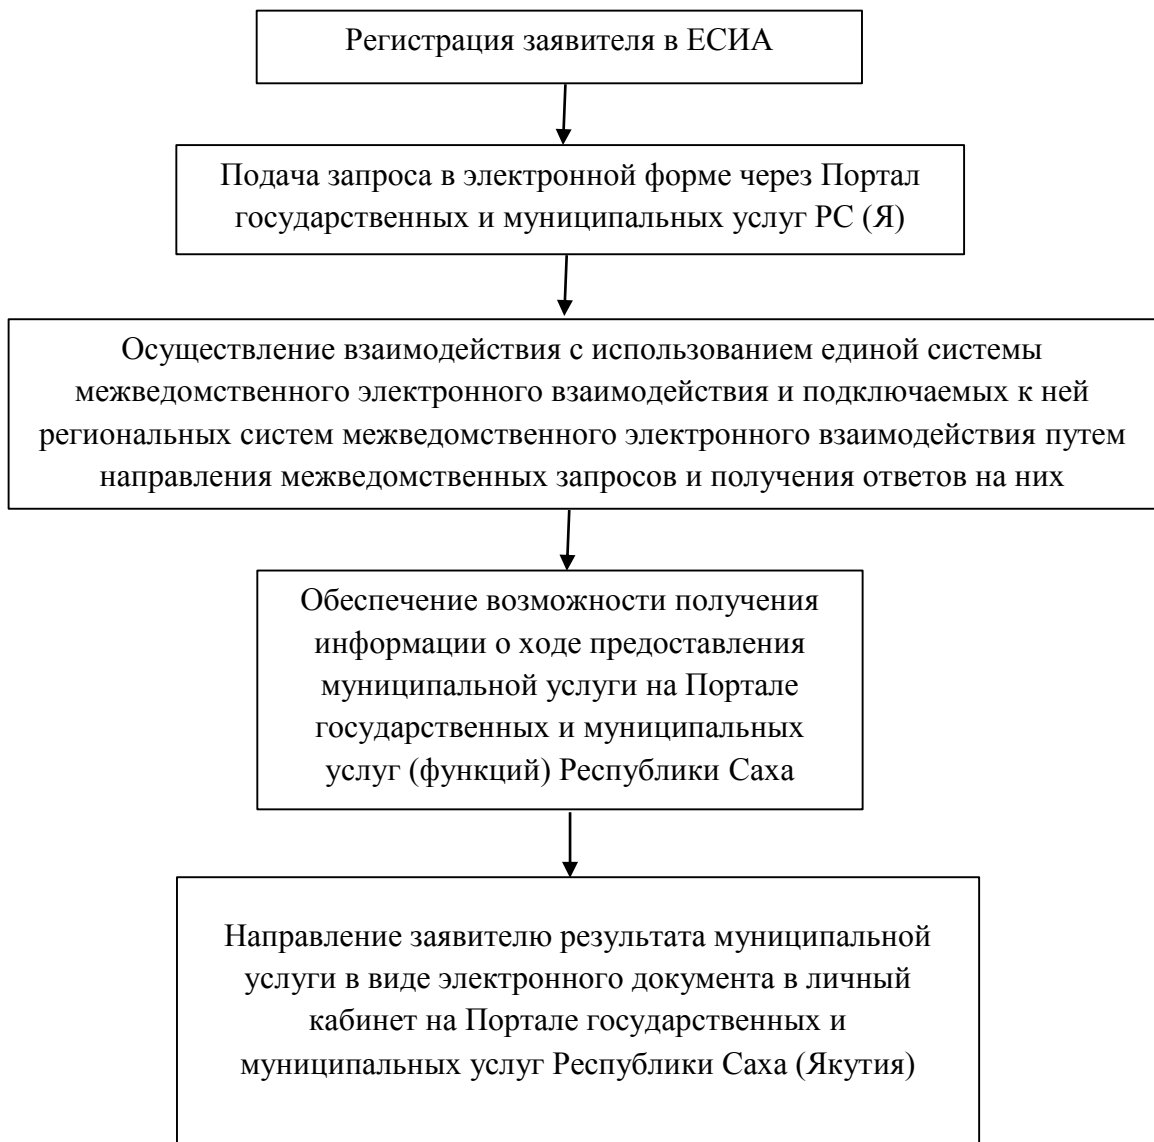 Регистрация заявителя в ЕСИА
Подача запроса в электронной форме через Портал
государственных и муниципальных услуг РС (Я)
Осуществление взаимодействия с использованием единой системы
межведомственного электронного взаимодействия и подключаемых к ней
региональных систем межведомственного электронного взаимодействия путем
направления межведомственных запросов и получения ответов на них
Обеспечение возможности получения
информации о ходе предоставления
муниципальной услуги на Портале
государственных и муниципальных
услуг (функций) Республики Саха
Направление заявителю результата муниципальной
услуги в виде электронного документа в личный
кабинет на Портале государственных и
муниципальных услуг Республики Саха (Якутия)